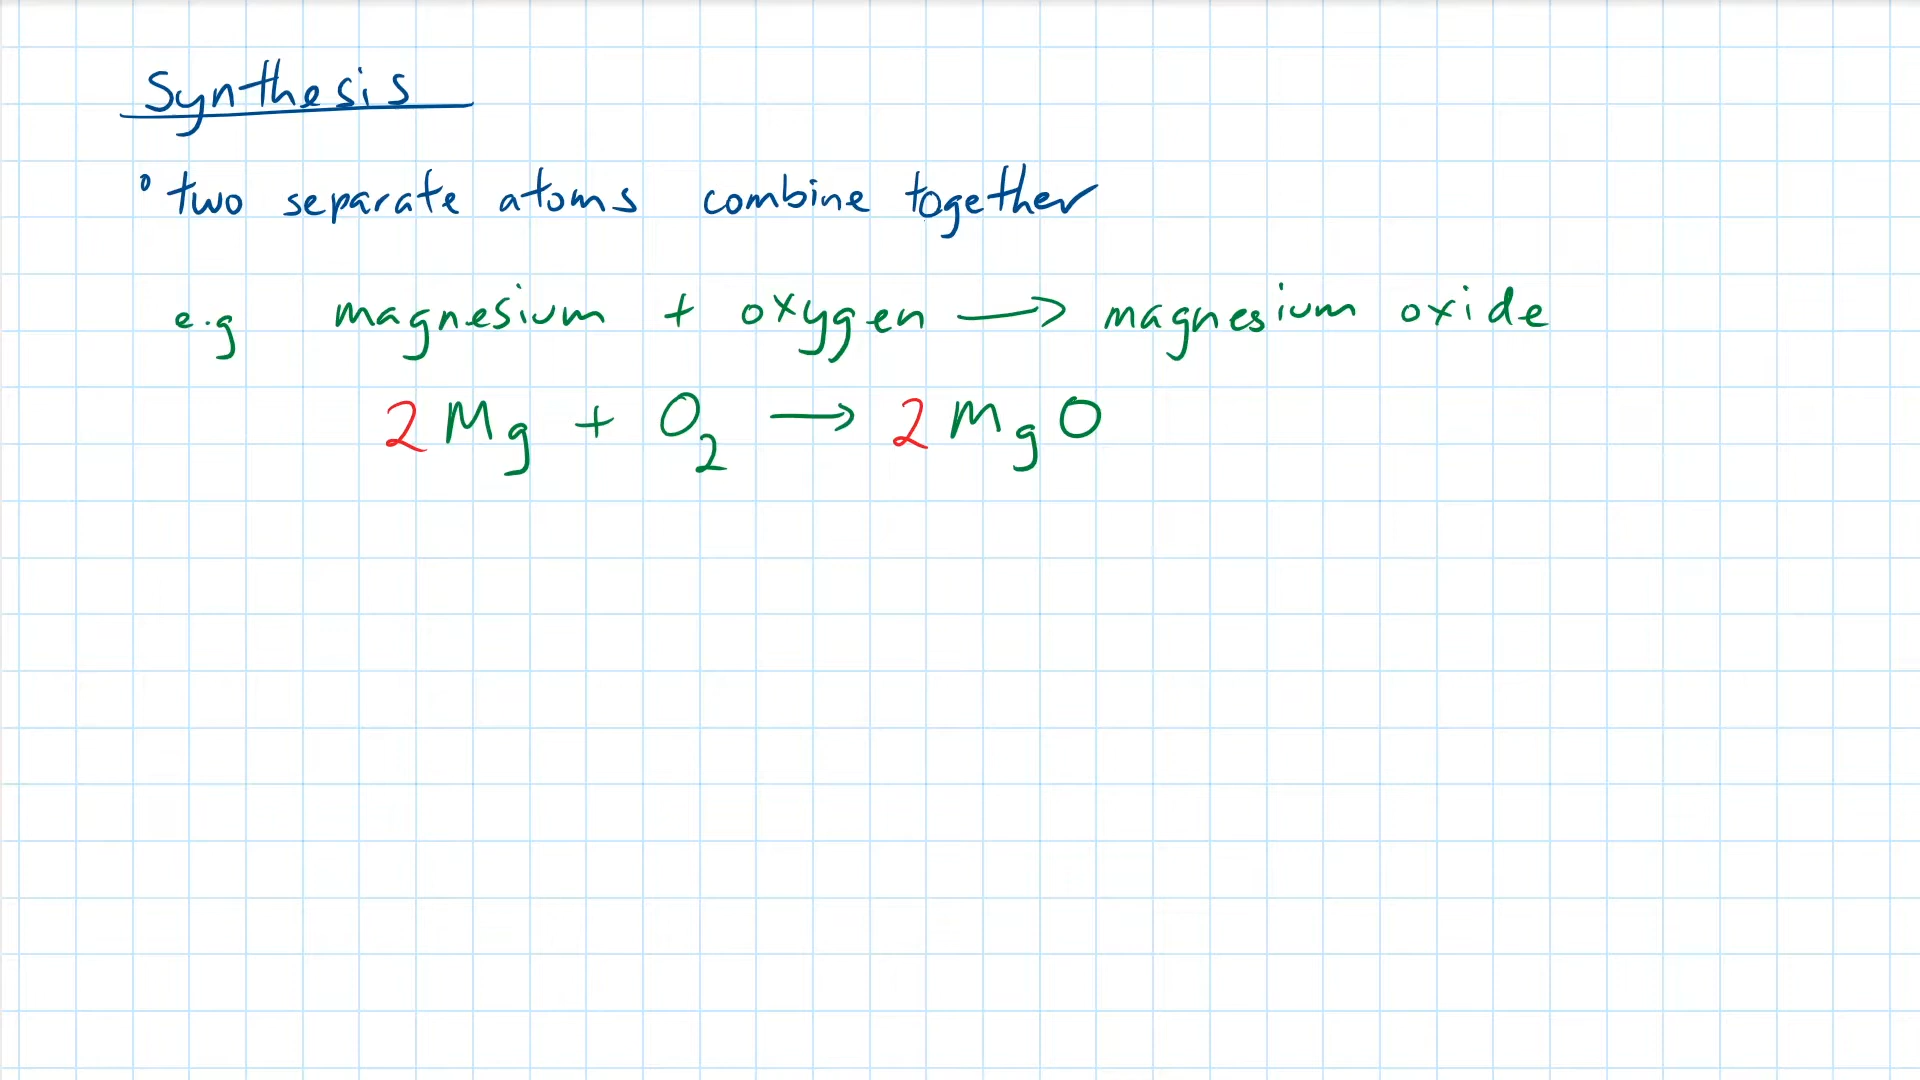 Synthesis
° two separate atoms combine together
e.g magnesium + oxygen → magnesium oxide
2Mg + O₂ → 2MgO